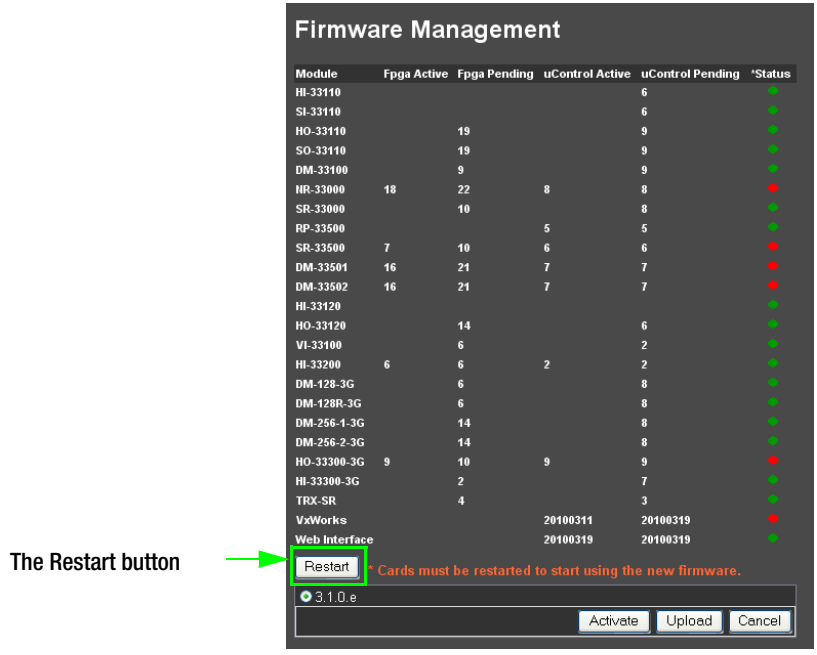 Firmware Management
Module Fpga Active Fpga Pending uControl Active uControl Pending *Status
HI-33110 6
SI-33110 6
HO-33110 19 9
SO-33110 19 9
DM-33100 9 9
NR-33000 18 22 8 8
SR-33000 10 8
RP-33500 5 5
SR-33500 7 10 6 6
DM-33501 16 21 7 7
DM-33502 16 21 7 7
HI-33120
HO-33120 14 6
VI-33100 6 2
HI-33200 6 6 2 2
DM-128-3G 6 8
DM-128R-3G 6 8
DM-256-1-3G 14 8
DM-256-2-3G 14 8
HO-33300-3G 9 10 9 9
HI-33300-3G 2 7
TRX-SR 4 3
VxWorks 20100311 20100319
Web Interface 20100319 20100319
The Restart button
Restart * Cards must be restarted to start using the new firmware.
3.1.0.e
Activate Upload Cancel